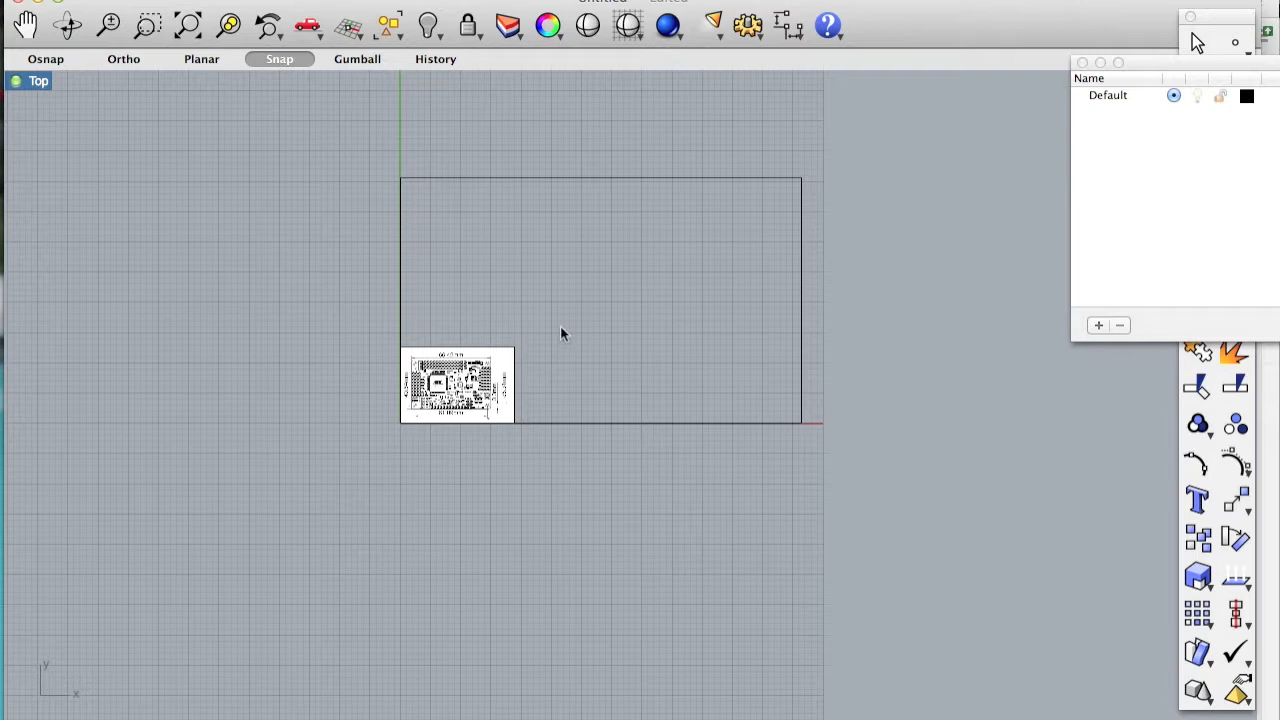 Osnap
Ortho
Planar
Snap
Gumball
History
Top
Name
Default
y
x